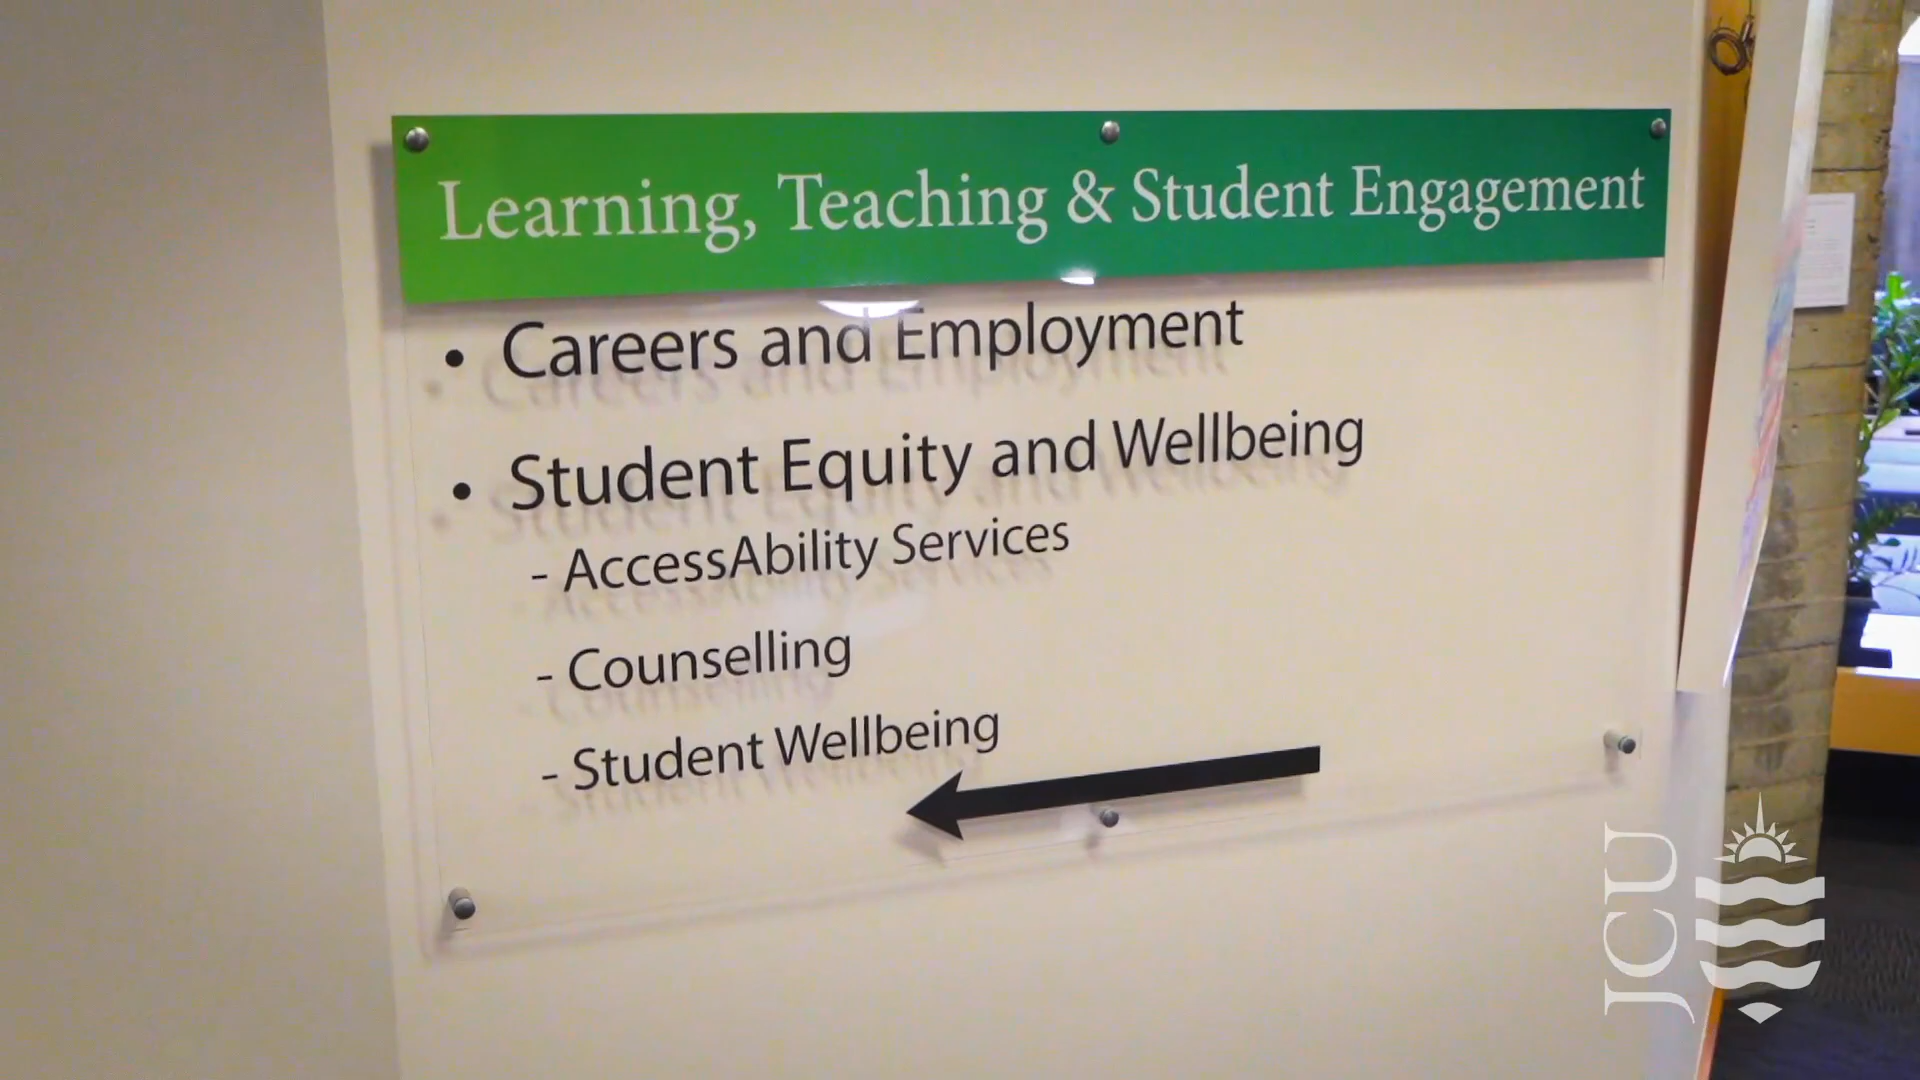 Learning, Teaching & Student Engagement
• Careers and Employment
• Student Equity and Wellbeing
- AccessAbility Services
- Counselling
- Student Wellbeing
JCU